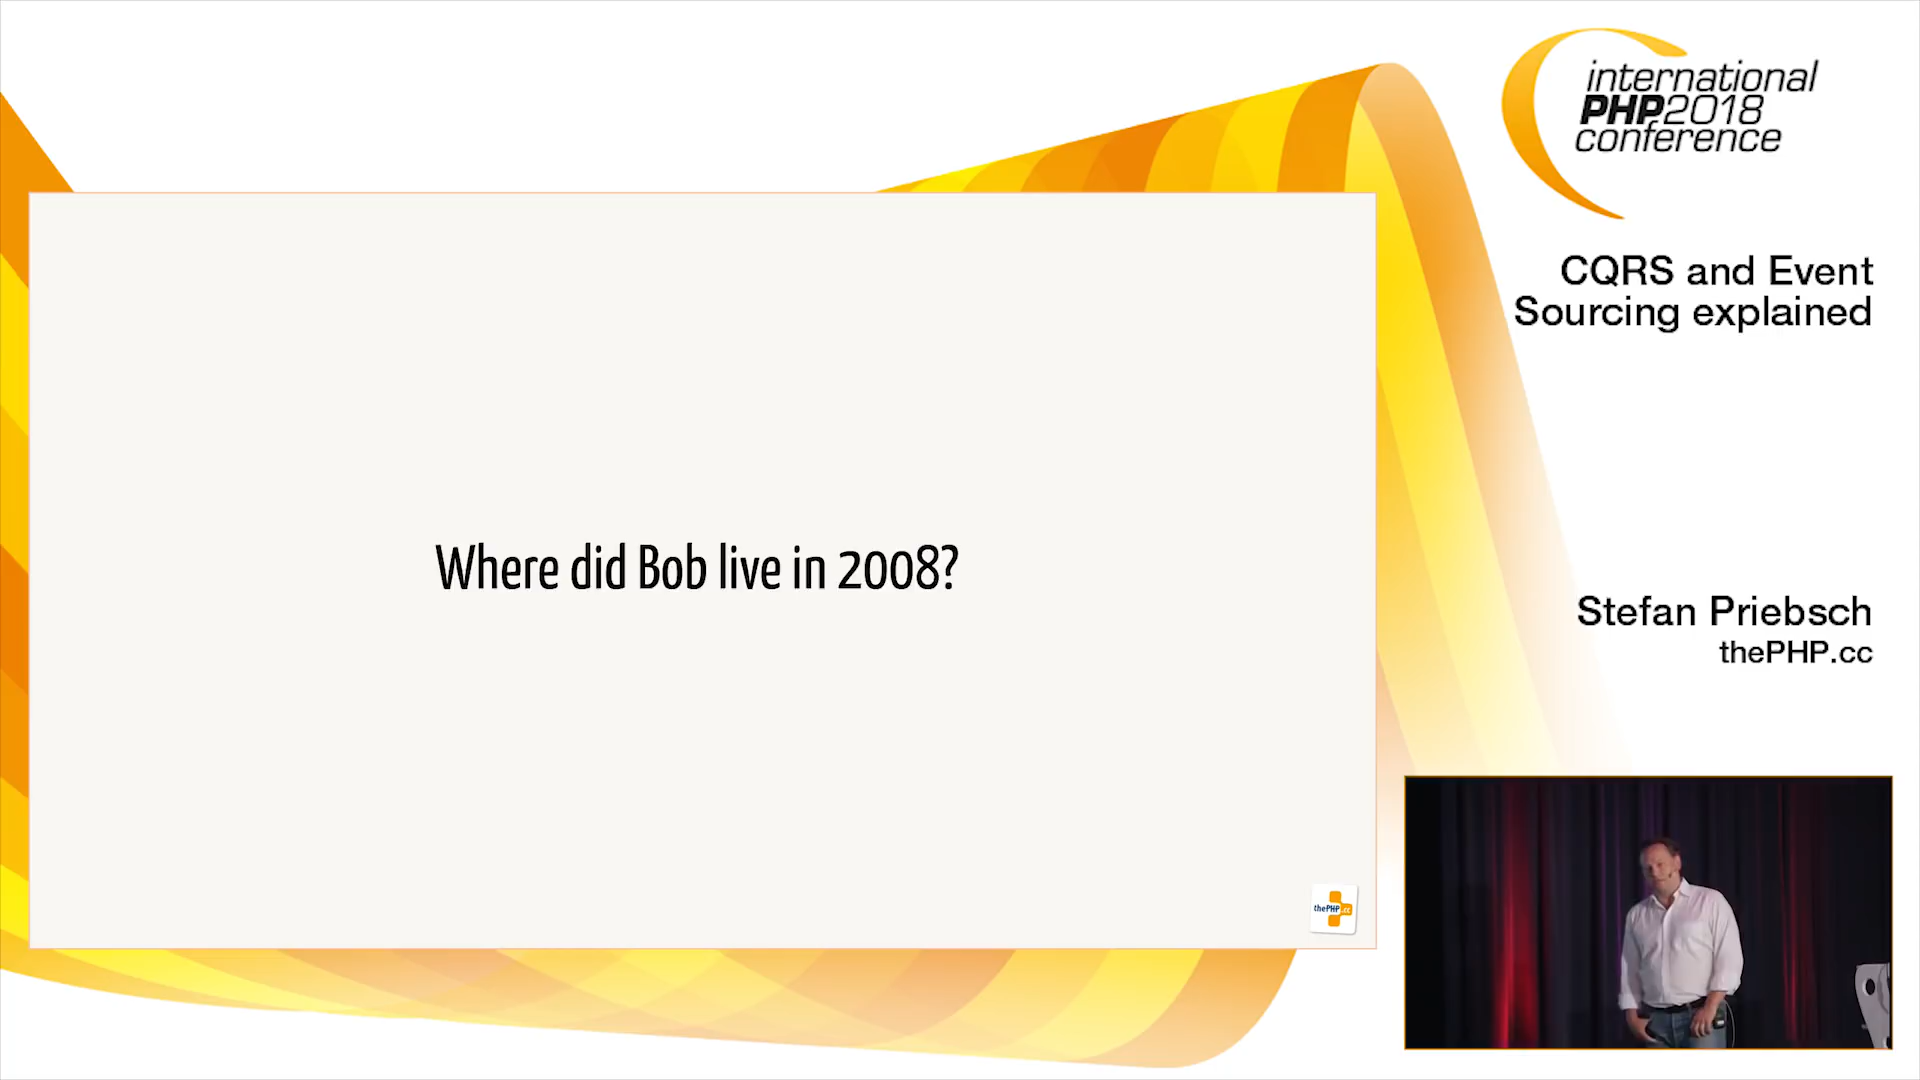 international
PHP2018
conference
CQRS and Event
Sourcing explained
Where did Bob live in 2008?
Stefan Priebsch
thePHP.cc
thePHP.cc